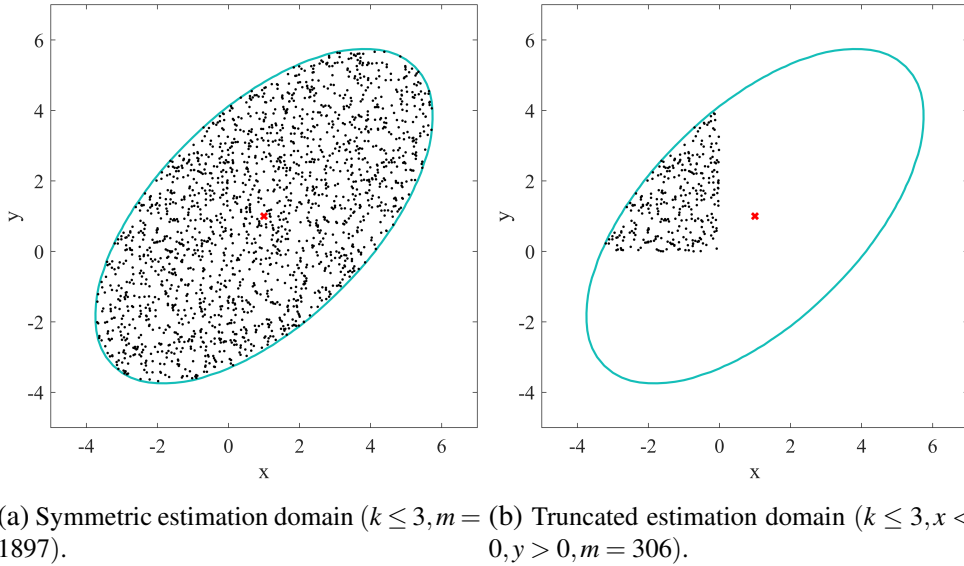 6
4
2
0
-2
-4
y
-4 -2 0 2 4 6
x
6
4
2
0
-2
-4
y
-4 -2 0 2 4 6
x
(a) Symmetric estimation domain (k ≤ 3, m =
1897).
(b) Truncated estimation domain (k ≤ 3, x <
0, y > 0, m = 306).